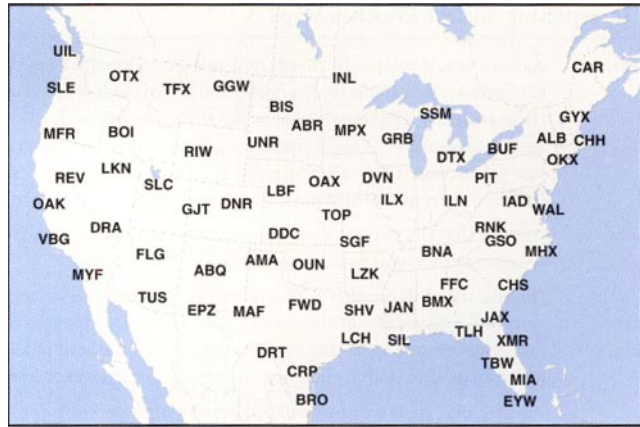 UIL
CAR
OTX
TFX
GGW
INL
SLE
BIS
SSM
GYX
MFR
BOI
ABR
MPX
GRB
ALB
CHH
RIW
UNR
DTX
BUF
OKX
REV
LKN
SLC
LBF
OAX
DVN
PIT
OAK
GJT
DNR
TOP
ILX
ILN
IAD
WAL
VBG
DRA
DDC
SGF
RNK
GSO
FLG
AMA
OUN
BNA
MHX
MYF
ABQ
LZK
FFC
CHS
TUS
EPZ
MAF
FWD
SHV
JAN
BMX
JAX
DRT
LCH
SIL
TLH
XMR
CRP
TBW
MIA
BRO
EYW